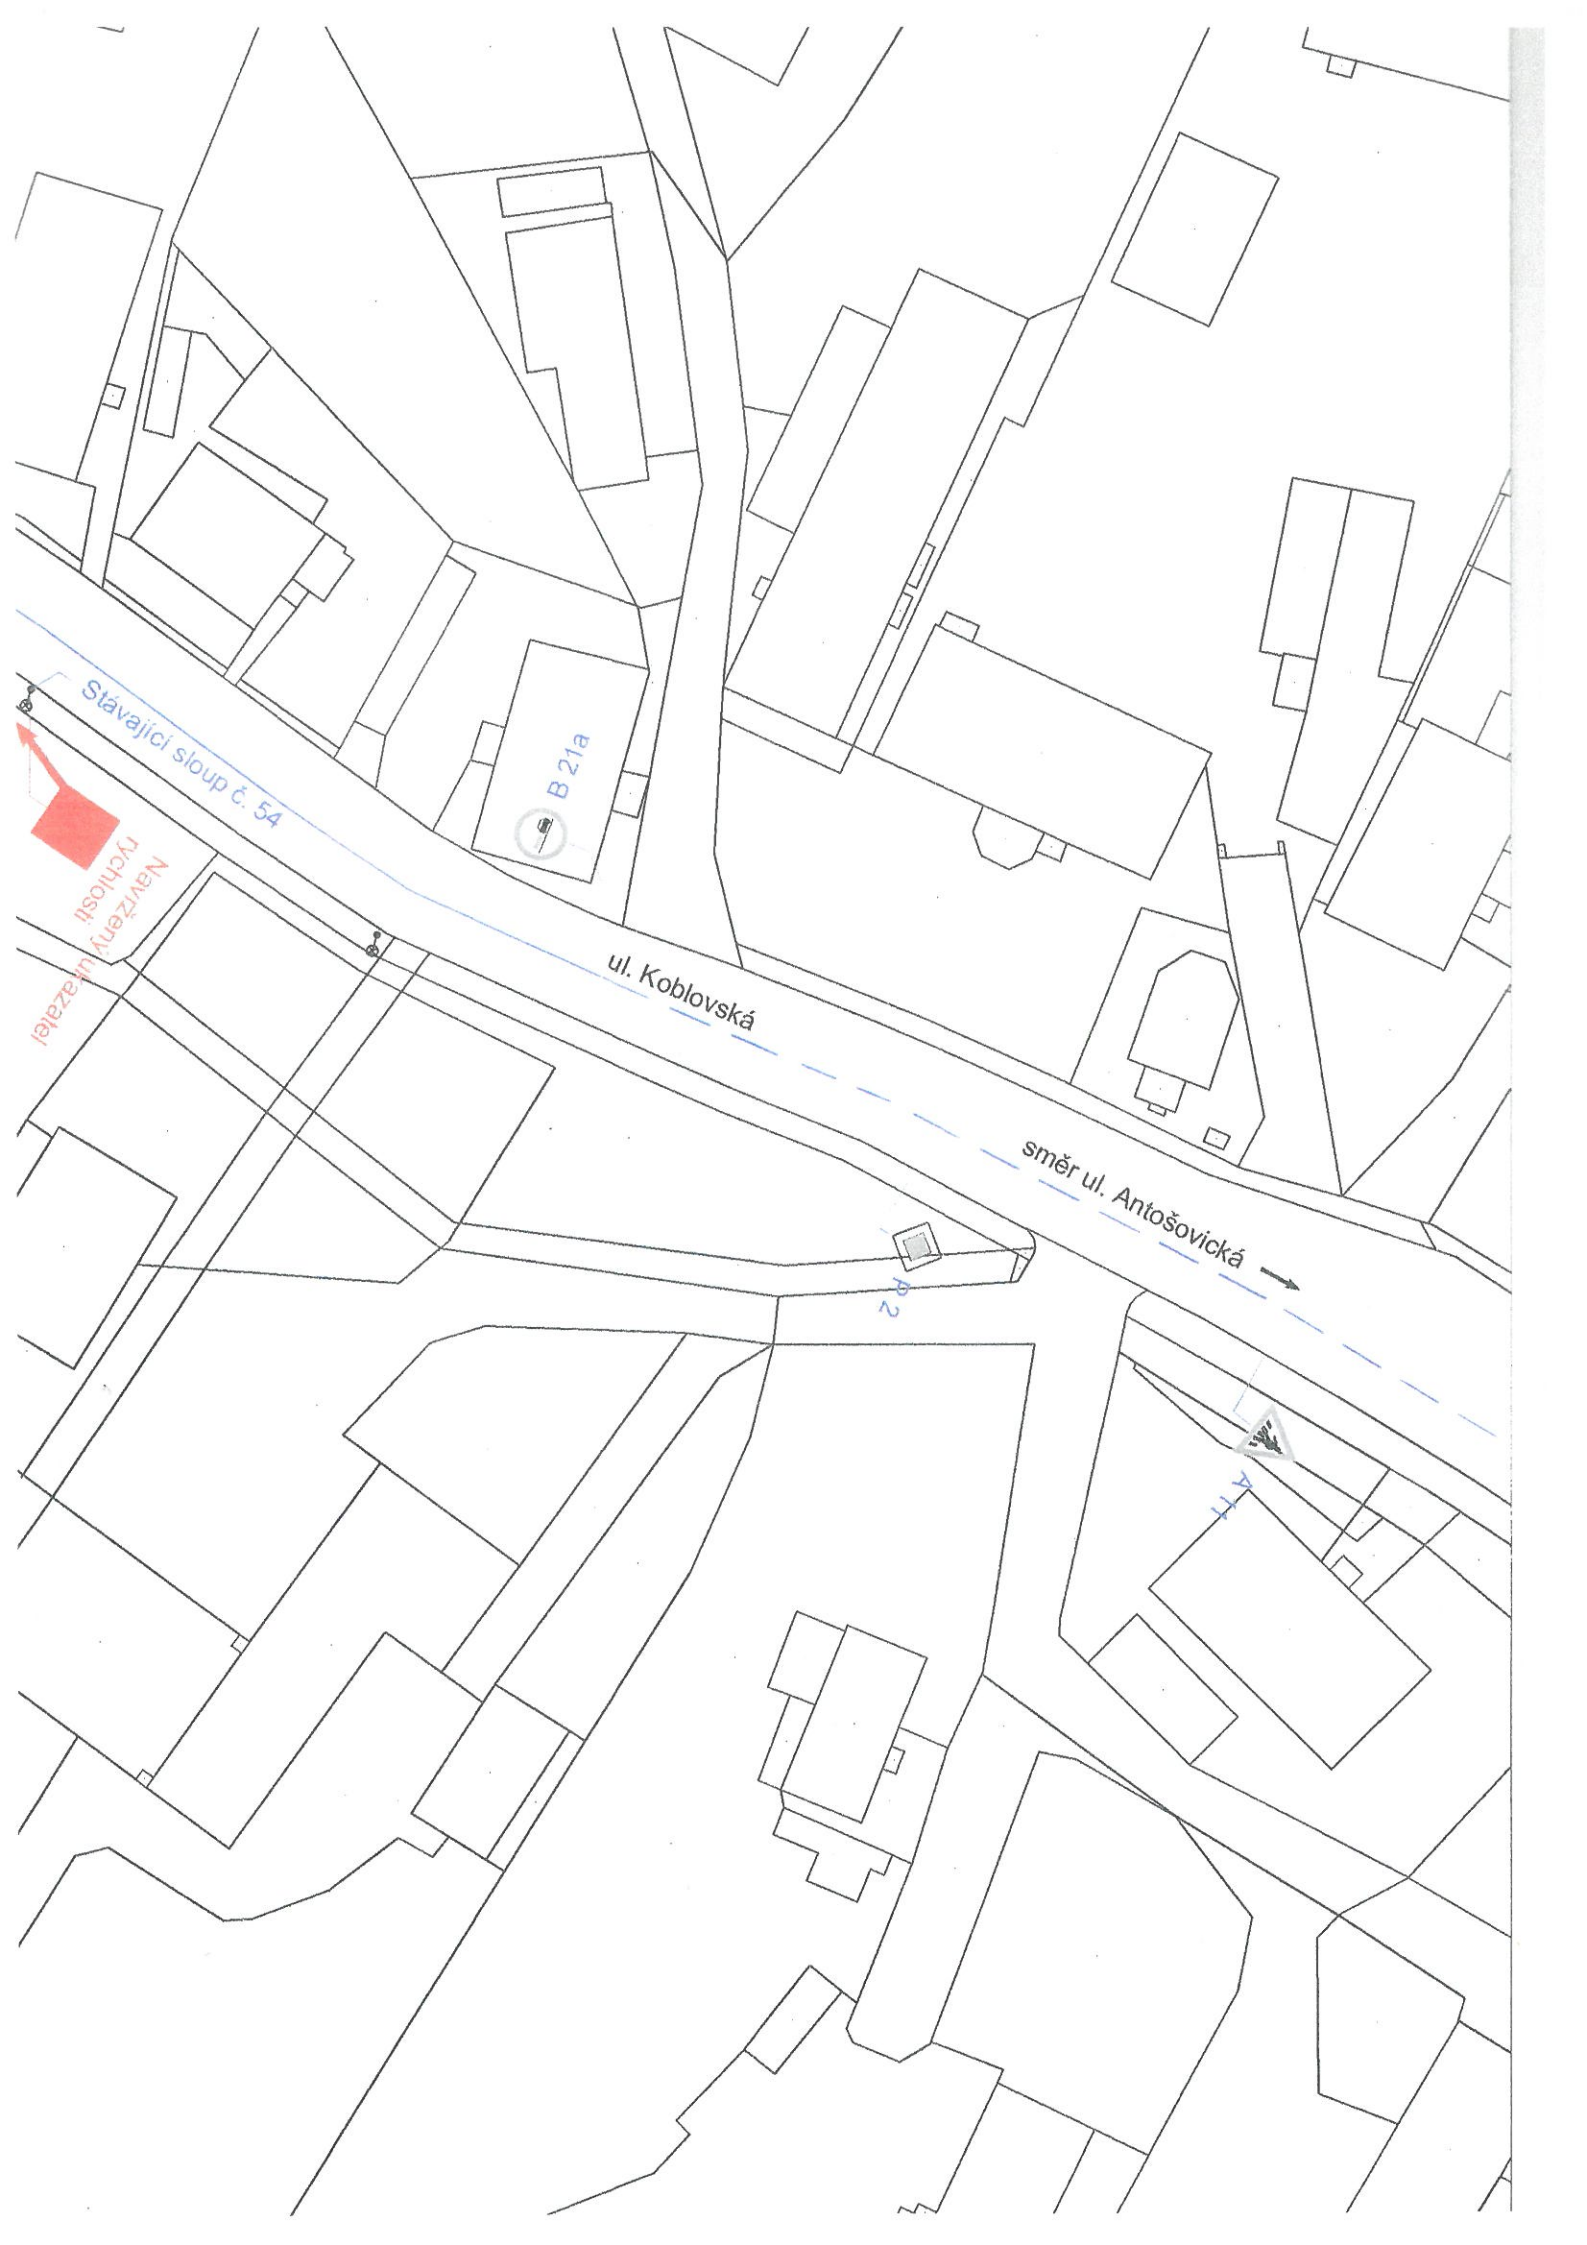 Stávající sloup č. 54
Navržený ukazatel
rychlosti
B 21a
ul. Koblovská
směr ul. Antošovická
P 2
A 11